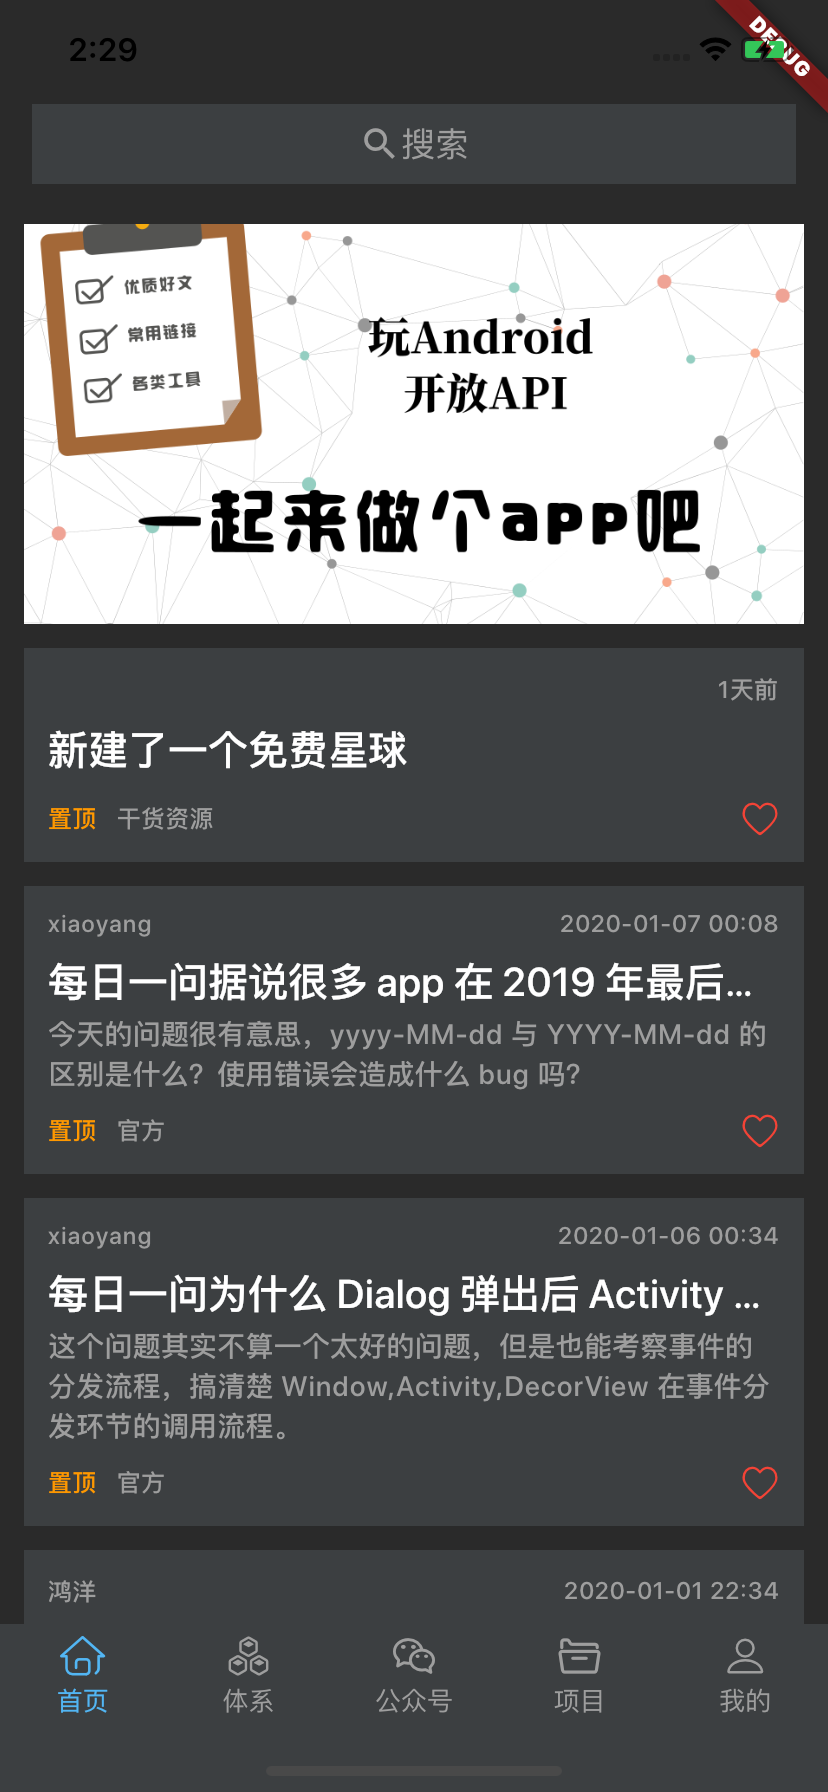 2:29
DEBUG
搜索
优质好文
常用链接
各类工具
玩Android
开放API
一起来做个app吧
1天前
新建了一个免费星球
置顶 干货资源
xiaoyang 2020-01-07 00:08
每日一问据说很多 app 在 2019 年最后...
今天的问题很有意思，yyyy-MM-dd 与 YYYY-MM-dd 的
区别是什么？使用错误会造成什么 bug 吗?
置顶 官方
xiaoyang 2020-01-06 00:34
每日一问为什么 Dialog 弹出后 Activity ...
这个问题其实不算一个太好的问题，但是也能考察事件的
分发流程，搞清楚 Window,Activity,DecorView 在事件分
发环节的调用流程。
置顶 官方
鸿洋 2020-01-01 22:34
首页 体系 公众号 项目 我的